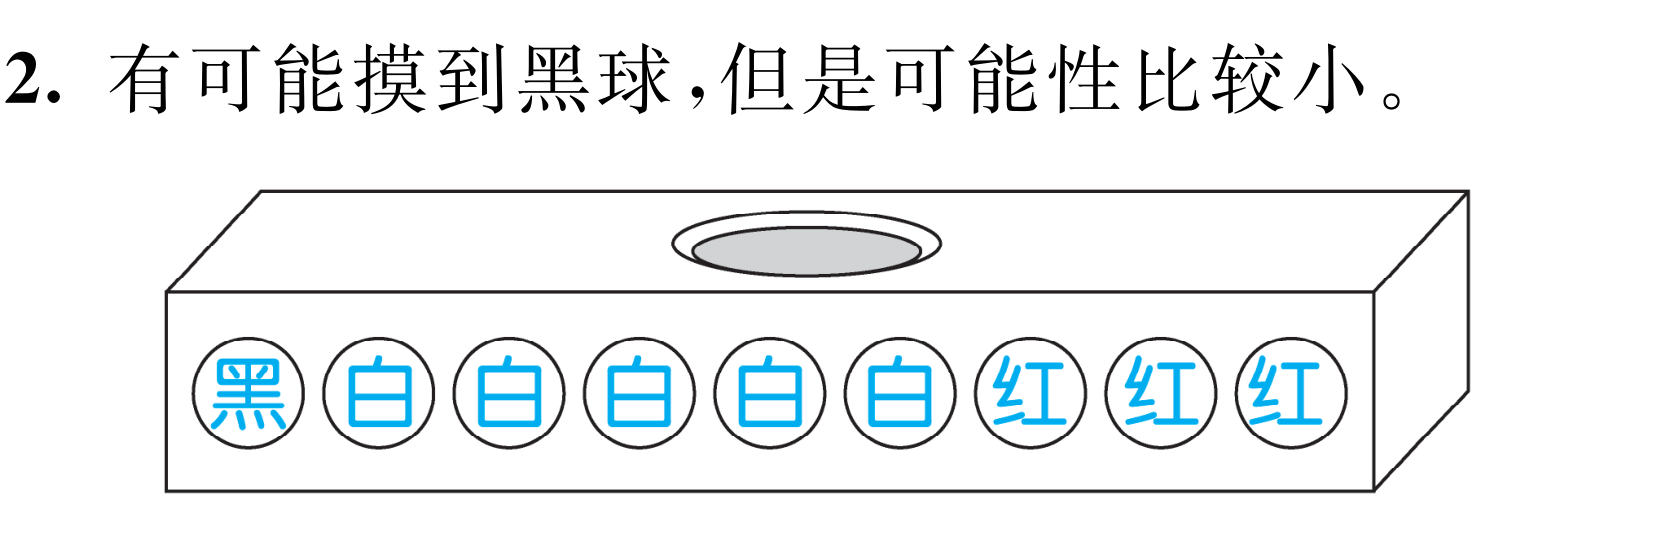 2. 有可能摸到黑球,但是可能性比较小。
黑 白 白 白 白 白 红 红 红